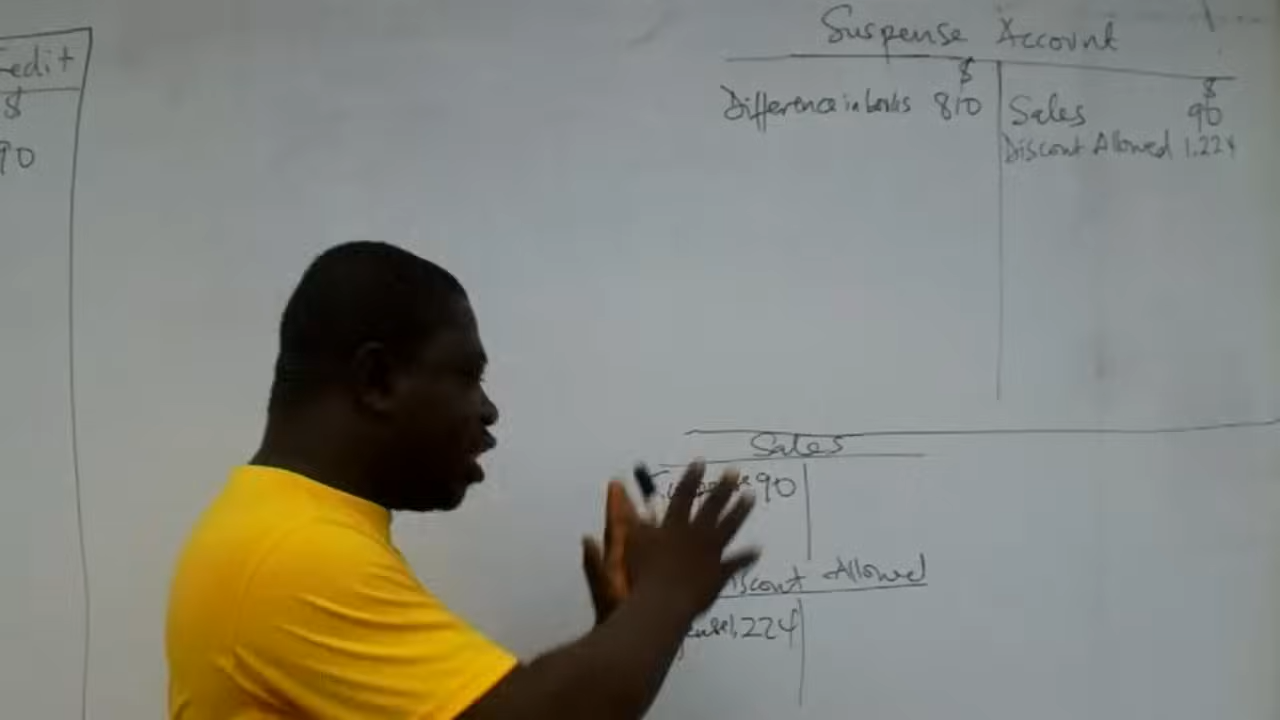 redit
$
90
Suspense Account
$
$
Difference in books 810
Sales 90
Discount Allowed 1,224
Sales
90
Discount Allowed
1,224